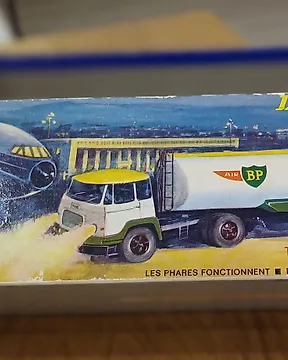 AIR BP
LES PHARES FONCTIONNENT ■